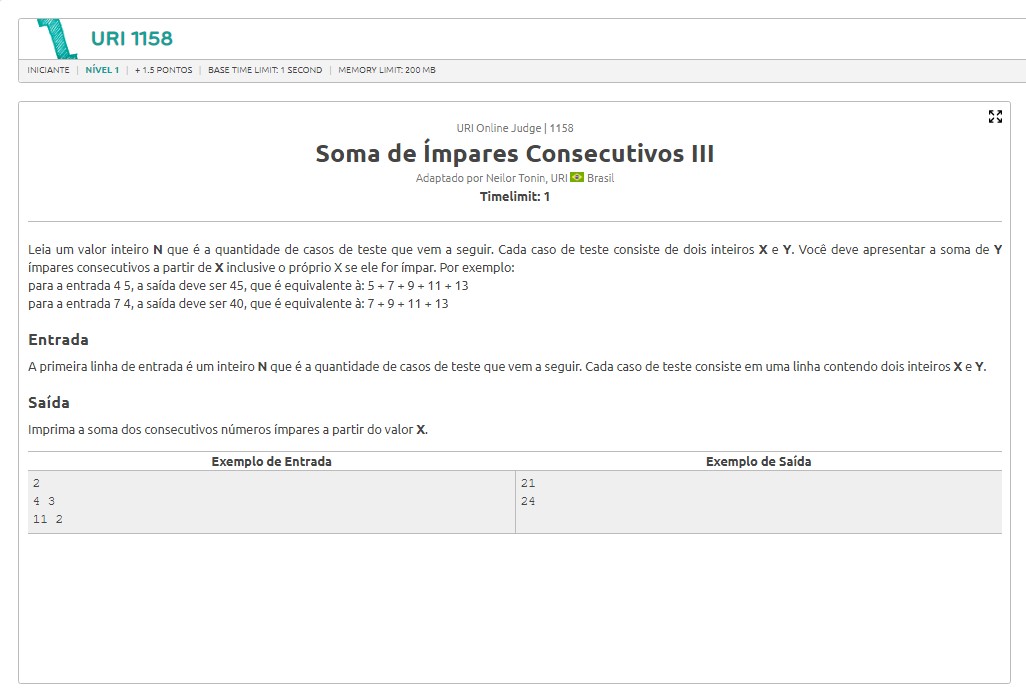 URI 1158
INICIANTE | NÍVEL 1 | + 1.5 PONTOS | BASE TIME LIMIT: 1 SECOND | MEMORY LIMIT: 200 MB
URI Online Judge | 1158
Soma de Ímpares Consecutivos III
Adaptado por Neilor Tonin, URI Brasil
Timelimit: 1
Leia um valor inteiro N que é a quantidade de casos de teste que vem a seguir. Cada caso de teste consiste de dois inteiros X e Y. Você deve apresentar a soma de Y
ímpares consecutivos a partir de X inclusive o próprio X se ele for ímpar. Por exemplo:
para a entrada 4 5, a saída deve ser 45, que é equivalente à: 5 + 7 + 9 + 11 + 13
para a entrada 7 4, a saída deve ser 40, que é equivalente à: 7 + 9 + 11 + 13
Entrada
A primeira linha de entrada é um inteiro N que é a quantidade de casos de teste que vem a seguir. Cada caso de teste consiste em uma linha contendo dois inteiros X e Y.
Saída
Imprima a soma dos consecutivos números ímpares a partir do valor X.
Exemplo de Entrada Exemplo de Saída
2 21
4 3 24
11 2